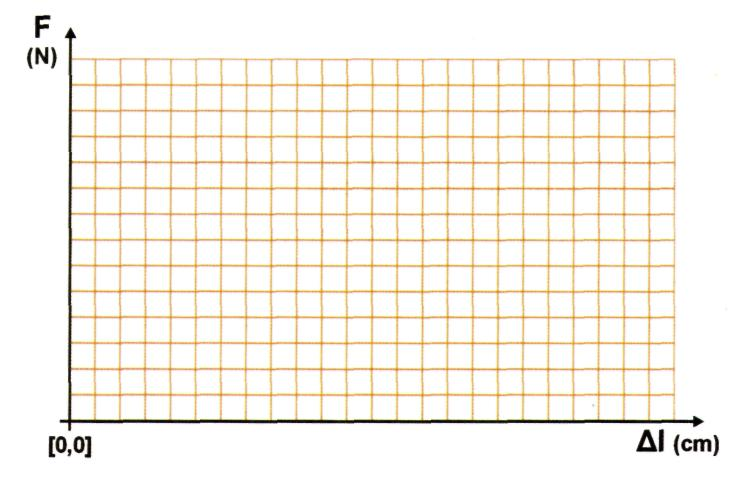 F
(N)
[0,0]
Δl (cm)